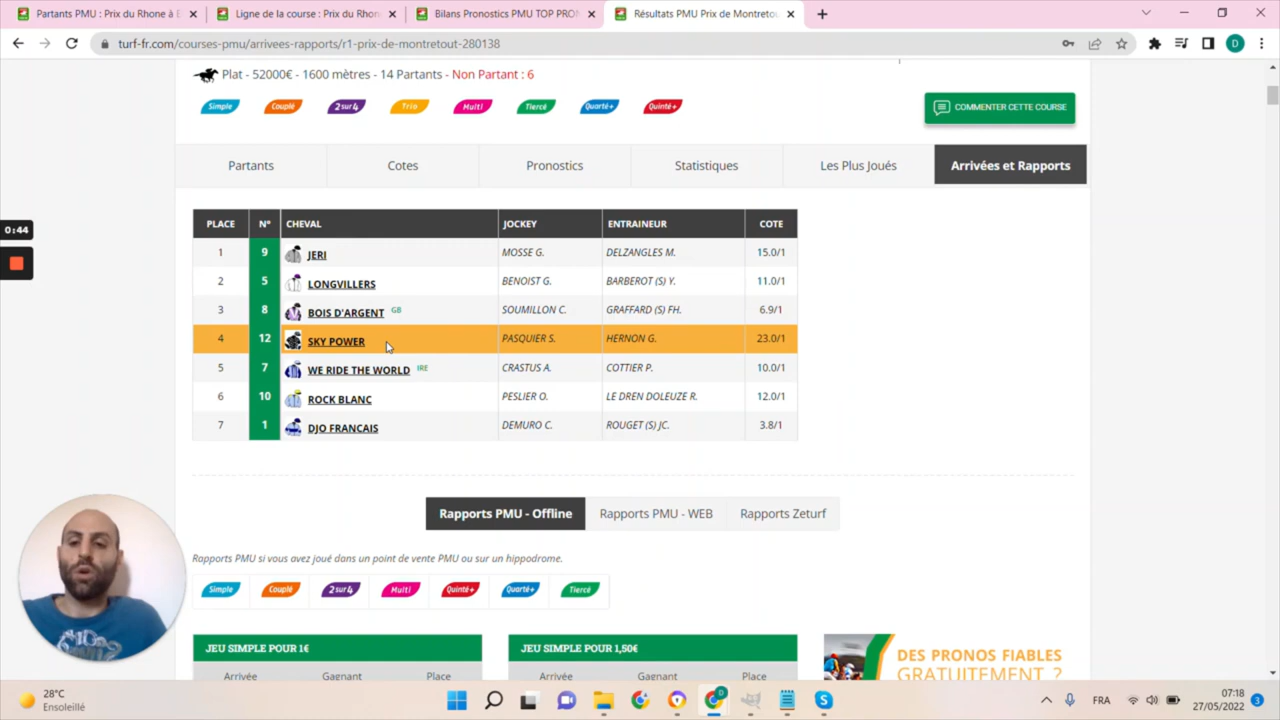 Partants PMU : Prix du Rhone à E
Ligne de la course : Prix du Rhon
Bilans Pronostics PMU TOP PRON
Résultats PMU Prix de Montretou
turf-fr.com/courses-pmu/arrivees-rapports/r1-prix-de-montretout-280138
D
Plat - 52000€ - 1600 mètres - 14 Partants - Non Partant : 6
Simple Couplé 2sur4 Trio Multi Tiercé Quarté+ Quinté+
COMMENTER CETTE COURSE
Partants Cotes Pronostics Statistiques Les Plus Joués Arrivées et Rapports
0:44
PLACE N° CHEVAL JOCKEY ENTRAINEUR COTE
1 9 JERI MOSSE G. DELZANGLES M. 15.0/1
2 5 LONGVILLERS BENOIST G. BARBEROT (S) Y. 11.0/1
3 8 BOIS D'ARGENT GB SOUMILLON C. GRAFFARD (S) FH. 6.9/1
4 12 SKY POWER PASQUIER S. HERNON G. 23.0/1
5 7 WE RIDE THE WORLD IRE CRASTUS A. COTTIER P. 10.0/1
6 10 ROCK BLANC PESLIER O. LE DREN DOLEUZE R. 12.0/1
7 1 DJO FRANCAIS DEMURO C. ROUGET (S) JC. 3.8/1
Rapports PMU - Offline Rapports PMU - WEB Rapports Zeturf
Rapports PMU si vous avez joué dans un point de vente PMU ou sur un hippodrome.
Simple Couplé 2sur4 Multi Quinté+ Quarté+ Tiercé
JEU SIMPLE POUR 1€ JEU SIMPLE POUR 1,50€
Arrivée Gagnant Place Arrivée Gagnant Place
DES PRONOS FIABLES
GRATUITEMENT ?
28°C
Ensoleillé
D
FRA
07:18
27/05/2022
3